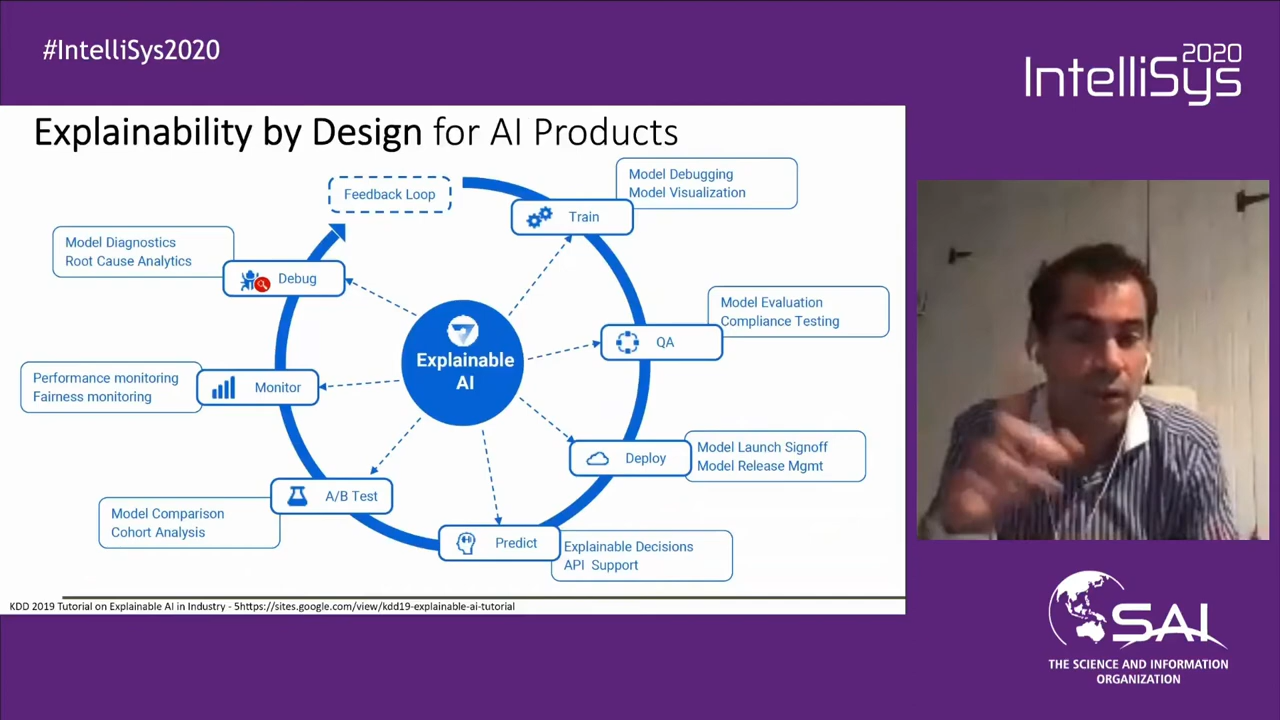 #IntelliSys2020
2020
IntelliSys
Explainability by Design for AI Products
Feedback Loop
Model Debugging
Model Visualization
Train
Model Diagnostics
Root Cause Analytics
Debug
Model Evaluation
Compliance Testing
QA
Explainable
AI
Performance monitoring
Fairness monitoring
Monitor
Deploy
Model Launch Signoff
Model Release Mgmt
A/B Test
Model Comparison
Cohort Analysis
Predict
Explainable Decisions
API Support
KDD 2019 Tutorial on Explainable AI in Industry - 5https://sites.google.com/view/kdd19-explainable-ai-tutorial
SAI
THE SCIENCE AND INFORMATION
ORGANIZATION